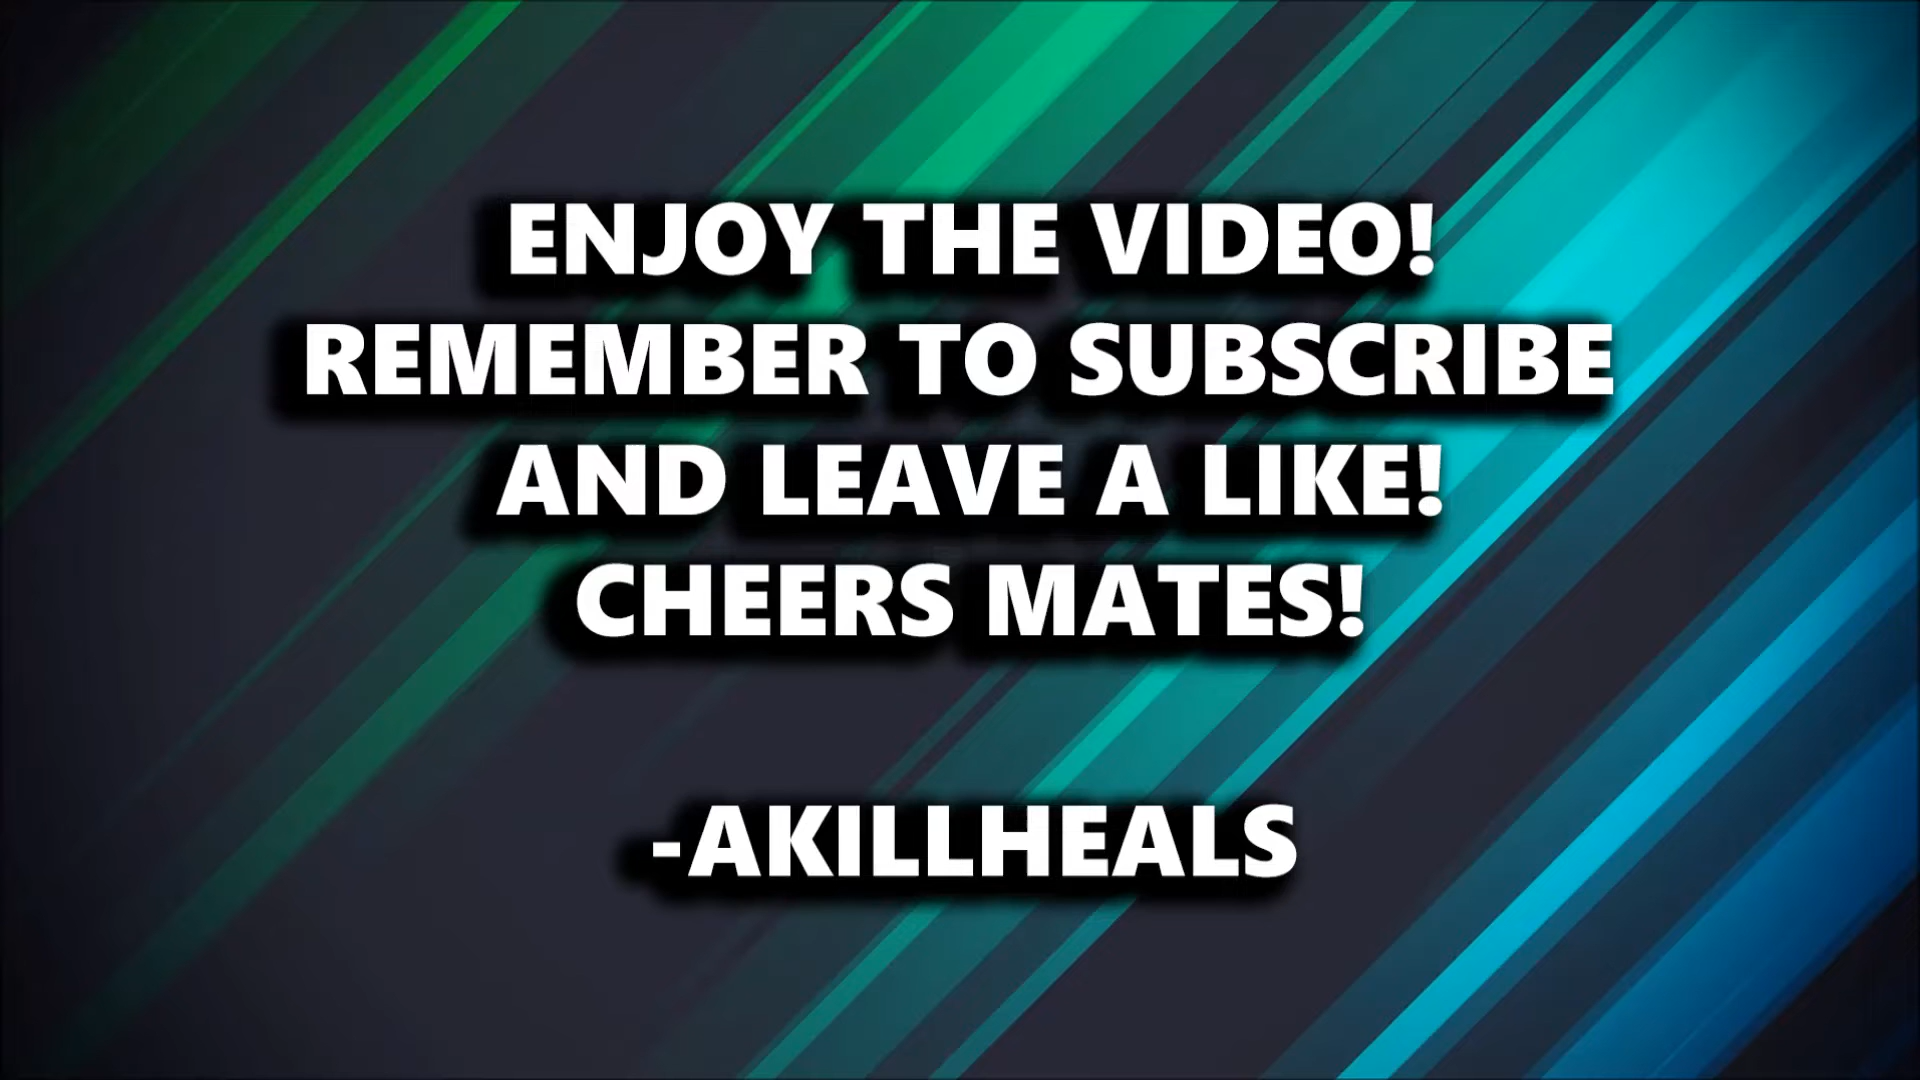 ENJOY THE VIDEO!
REMEMBER TO SUBSCRIBE
AND LEAVE A LIKE!
CHEERS MATES!
-AKILLHEALS